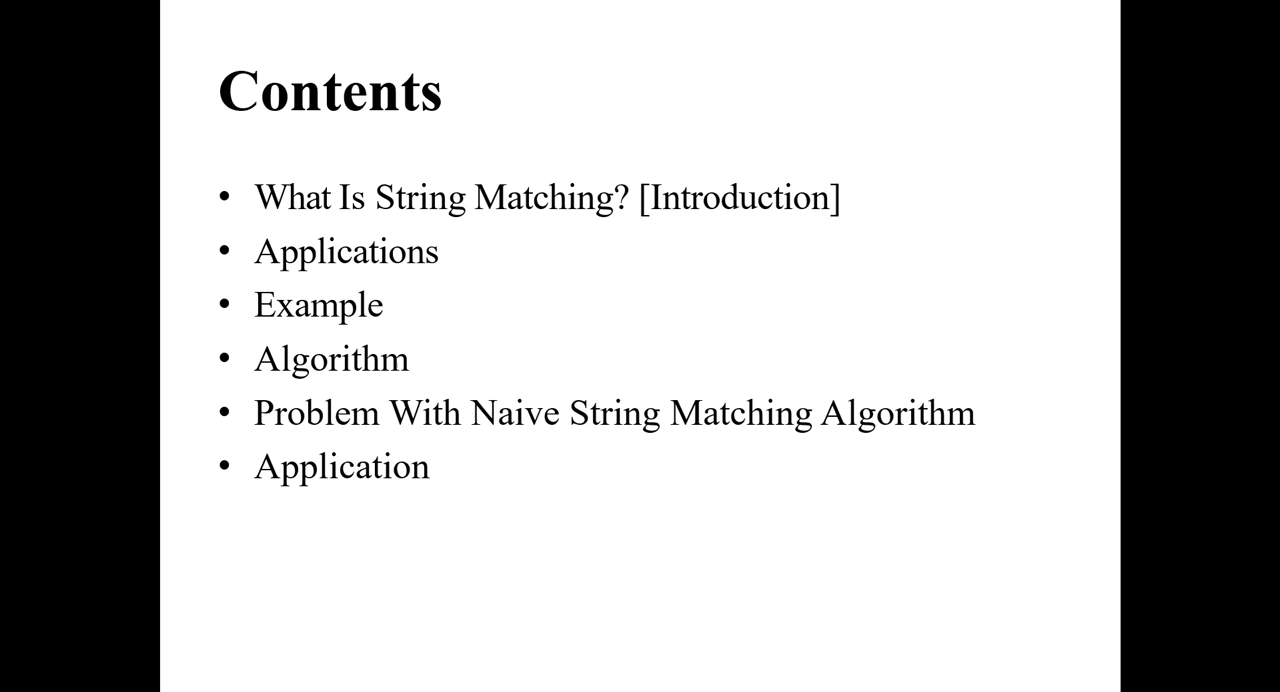 Contents
• What Is String Matching? [Introduction]
• Applications
• Example
• Algorithm
• Problem With Naive String Matching Algorithm
• Application